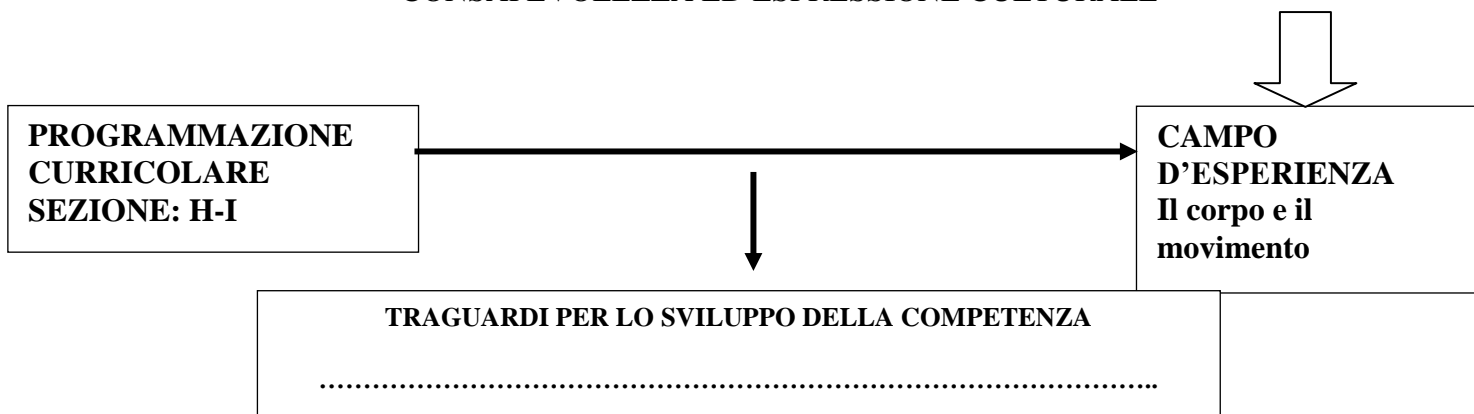 PROGRAMMAZIONE
CURRICOLARE
SEZIONE: H-I
CAMPO
D’ESPERIENZA
Il corpo e il
movimento
TRAGUARDI PER LO SVILUPPO DELLA COMPETENZA
…………………………………………………………………………………..